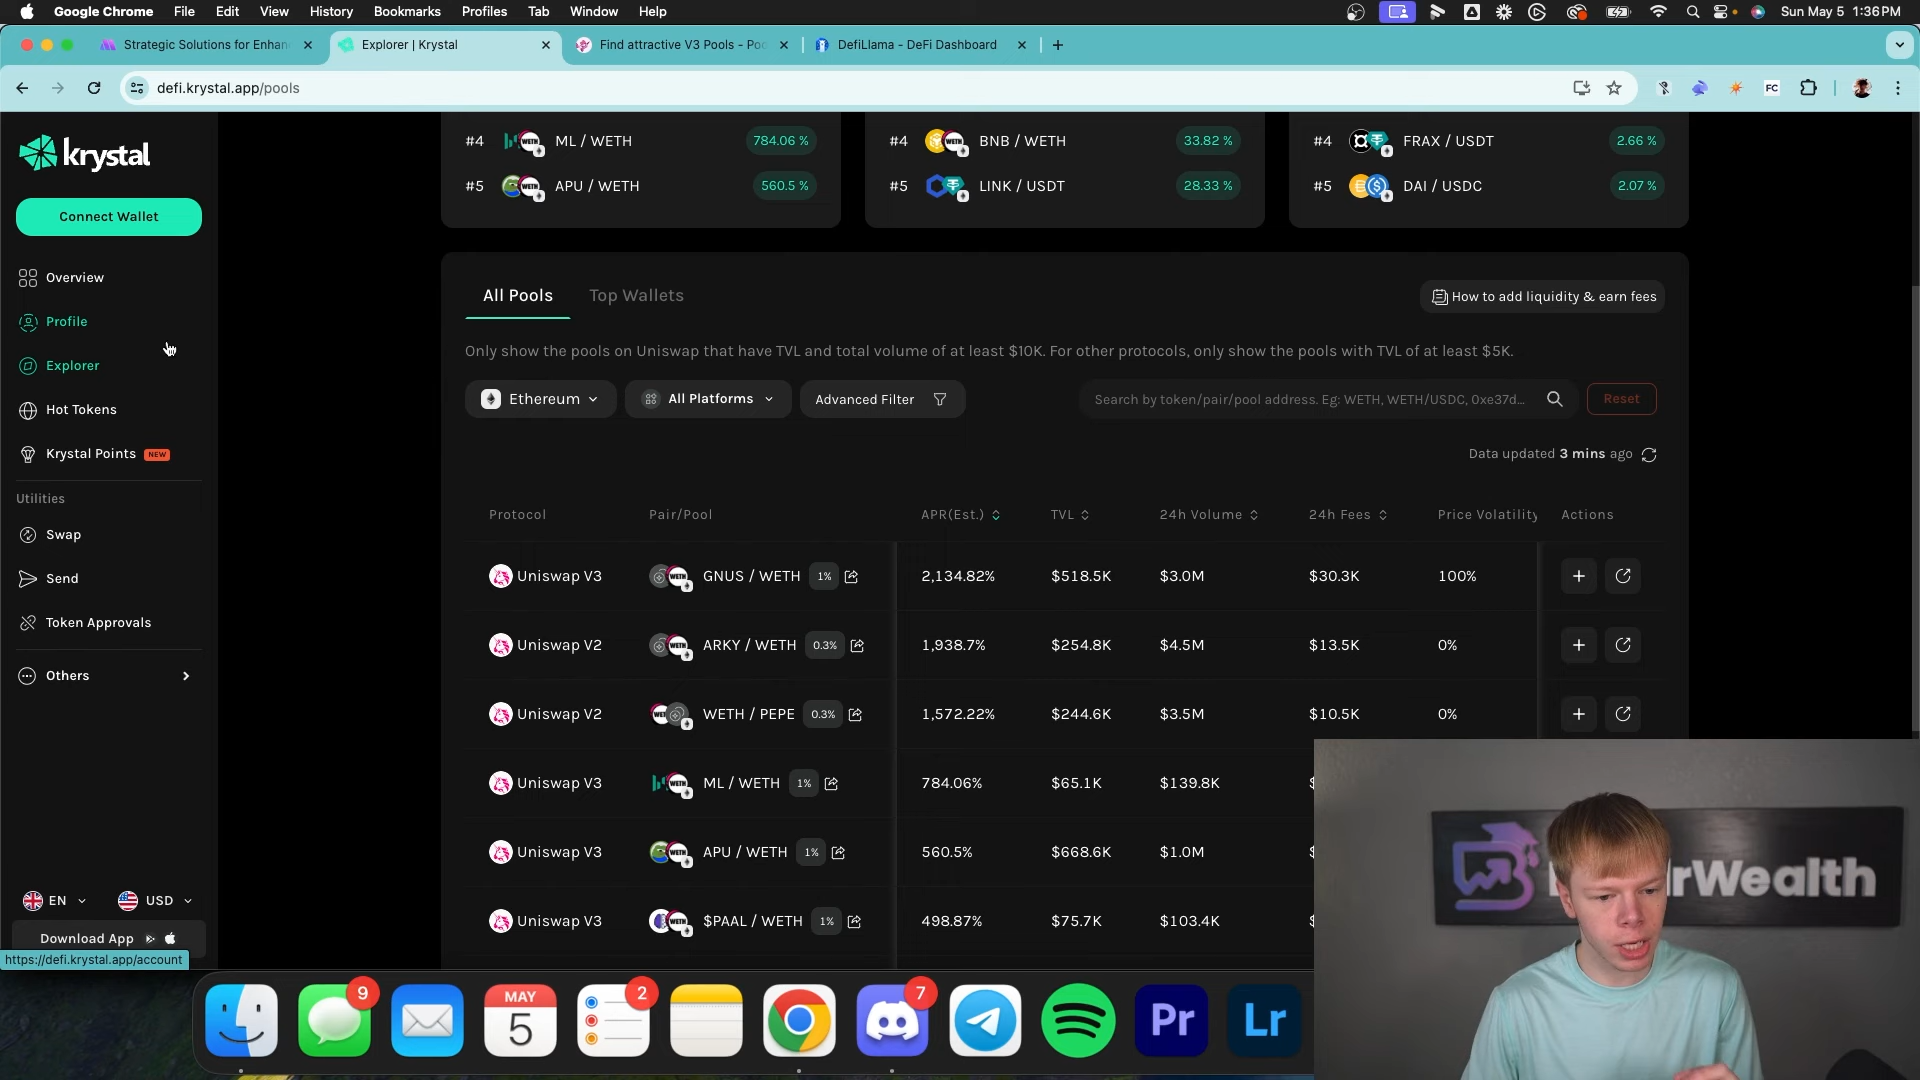 Google Chrome File Edit View History Bookmarks Profiles Tab Window Help
Sun May 5 1:36 PM
Explorer | Krystal
DefiLlama - DeFi Dashboard
defi.krystal.app/pools
FC
krystal
Connect Wallet
Overview
Profile
Explorer
Hot Tokens
Krystal Points NEW
Utilities
Swap
Send
Token Approvals
Others
EN
USD
Download App
https://defi.krystal.app/account
#4 ML / WETH 784.06 %
#5 APU / WETH 560.5 %
#4 BNB / WETH 33.82 %
#5 LINK / USDT 28.33 %
#4 FRAX / USDT 2.66 %
#5 DAI / USDC 2.07 %
All Pools Top Wallets
How to add liquidity & earn fees
Only show the pools on Uniswap that have TVL and total volume of at least $10K. For other protocols, only show the pools with TVL of at least $5K.
Ethereum All Platforms Advanced Filter
Search by token/pair/pool address. Eg: WETH, WETH/USDC, 0xe37d...
Reset
Data updated 3 mins ago
Protocol Pair/Pool APR(Est.) TVL 24h Volume 24h Fees Price Volatility Actions
Uniswap V3 GNUS / WETH 1% 2,134.82% $518.5K $3.0M $30.3K 100%
Uniswap V2 ARKY / WETH 0.3% 1,938.7% $254.8K $4.5M $13.5K 0%
Uniswap V2 WETH / PEPE 0.3% 1,572.22% $244.6K $3.5M $10.5K 0%
Uniswap V3 ML / WETH 1% 784.06% $65.1K $139.8K
Uniswap V3 APU / WETH 1% 560.5% $668.6K $1.0M
Uniswap V3 $PAAL / WETH 1% 498.87% $75.7K $103.4K
9
MAY
5
2
7
Pr
Lr